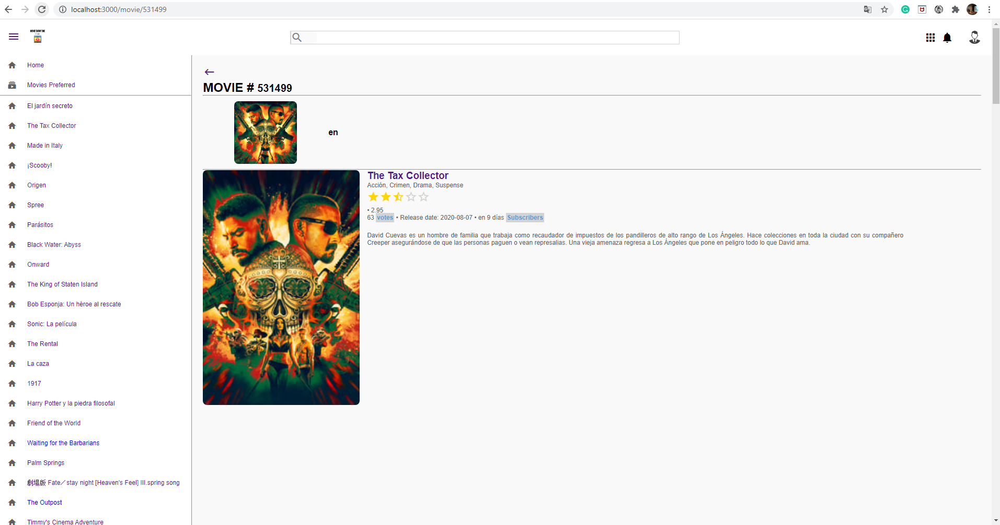 localhost:3000/movie/531499
MOVIE SHOW TIME
Home
Movies Preferred
El jardín secreto
The Tax Collector
Made in Italy
¡Scooby!
Origen
Spree
Parásitos
Black Water: Abyss
Onward
The King of Staten Island
Bob Esponja: Un héroe al rescate
Sonic: La película
The Rental
La caza
1917
Harry Potter y la piedra filosofal
Friend of the World
Waiting for the Barbarians
Palm Springs
劇場版 Fate／stay night [Heaven's Feel] III.spring song
The Outpost
Timmy's Cinema Adventure
MOVIE # 531499
en
The Tax Collector
Acción, Crimen, Drama, Suspense
• 2.95
63 votes • Release date: 2020-08-07 • en 9 días Subscribers
David Cuevas es un hombre de familia que trabaja como recaudador de impuestos de los pandilleros de alto rango de Los Ángeles. Hace colecciones en toda la ciudad con su compañero
Creeper asegurándose de que las personas paguen o vean represalias. Una vieja amenaza regresa a Los Ángeles que pone en peligro todo lo que David ama.